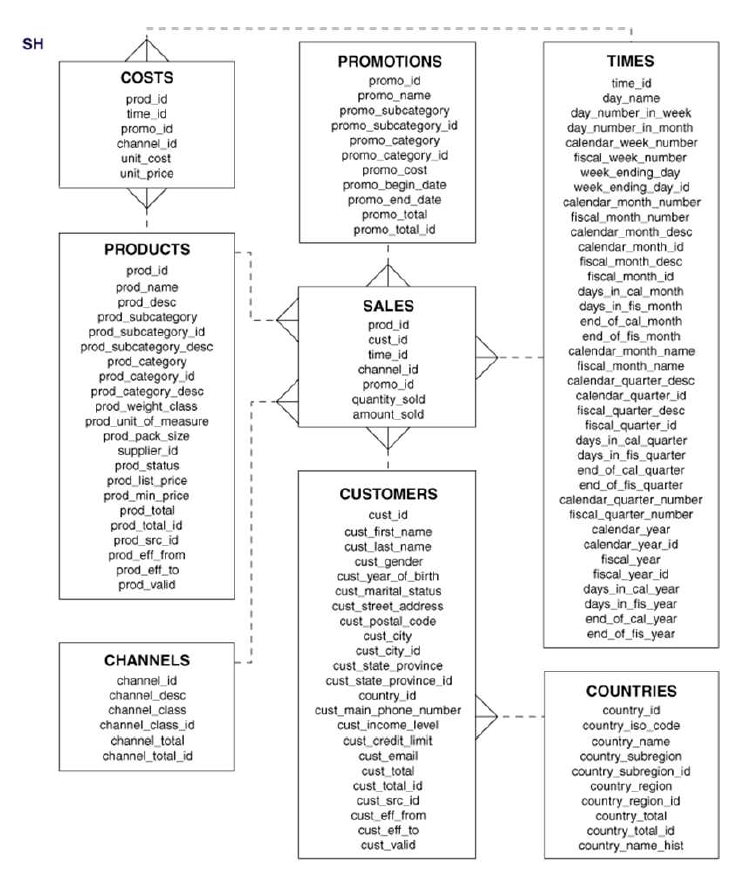 SH
COSTS
prod_id
time_id
promo_id
channel_id
unit_cost
unit_price
PROMOTIONS
promo_id
promo_name
promo_subcategory
promo_subcategory_id
promo_category
promo_category_id
promo_cost
promo_begin_date
promo_end_date
promo_total
promo_total_id
TIMES
time_id
day_name
day_number_in_week
day_number_in_month
calendar_week_number
fiscal_week_number
week_ending_day
week_ending_day_id
calendar_month_number
fiscal_month_number
calendar_month_desc
calendar_month_id
fiscal_month_desc
fiscal_month_id
days_in_cal_month
days_in_fis_month
end_of_cal_month
end_of_fis_month
calendar_month_name
fiscal_month_name
calendar_quarter_desc
calendar_quarter_id
fiscal_quarter_desc
fiscal_quarter_id
days_in_cal_quarter
days_in_fis_quarter
end_of_cal_quarter
end_of_fis_quarter
calendar_quarter_number
fiscal_quarter_number
calendar_year
calendar_year_id
fiscal_year
fiscal_year_id
days_in_cal_year
days_in_fis_year
end_of_cal_year
end_of_fis_year
PRODUCTS
prod_id
prod_name
prod_desc
prod_subcategory
prod_subcategory_id
prod_subcategory_desc
prod_category
prod_category_id
prod_category_desc
prod_weight_class
prod_unit_of_measure
prod_pack_size
supplier_id
prod_status
prod_list_price
prod_min_price
prod_total
prod_total_id
prod_src_id
prod_eff_from
prod_eff_to
prod_valid
SALES
prod_id
cust_id
time_id
channel_id
promo_id
quantity_sold
amount_sold
CUSTOMERS
cust_id
cust_first_name
cust_last_name
cust_gender
cust_year_of_birth
cust_marital_status
cust_street_address
cust_postal_code
cust_city
cust_city_id
cust_state_province
cust_state_province_id
country_id
cust_main_phone_number
cust_income_level
cust_credit_limit
cust_email
cust_total
cust_total_id
cust_src_id
cust_eff_from
cust_eff_to
cust_valid
CHANNELS
channel_id
channel_desc
channel_class
channel_class_id
channel_total
channel_total_id
COUNTRIES
country_id
country_iso_code
country_name
country_subregion
country_subregion_id
country_region
country_region_id
country_total
country_total_id
country_name_hist